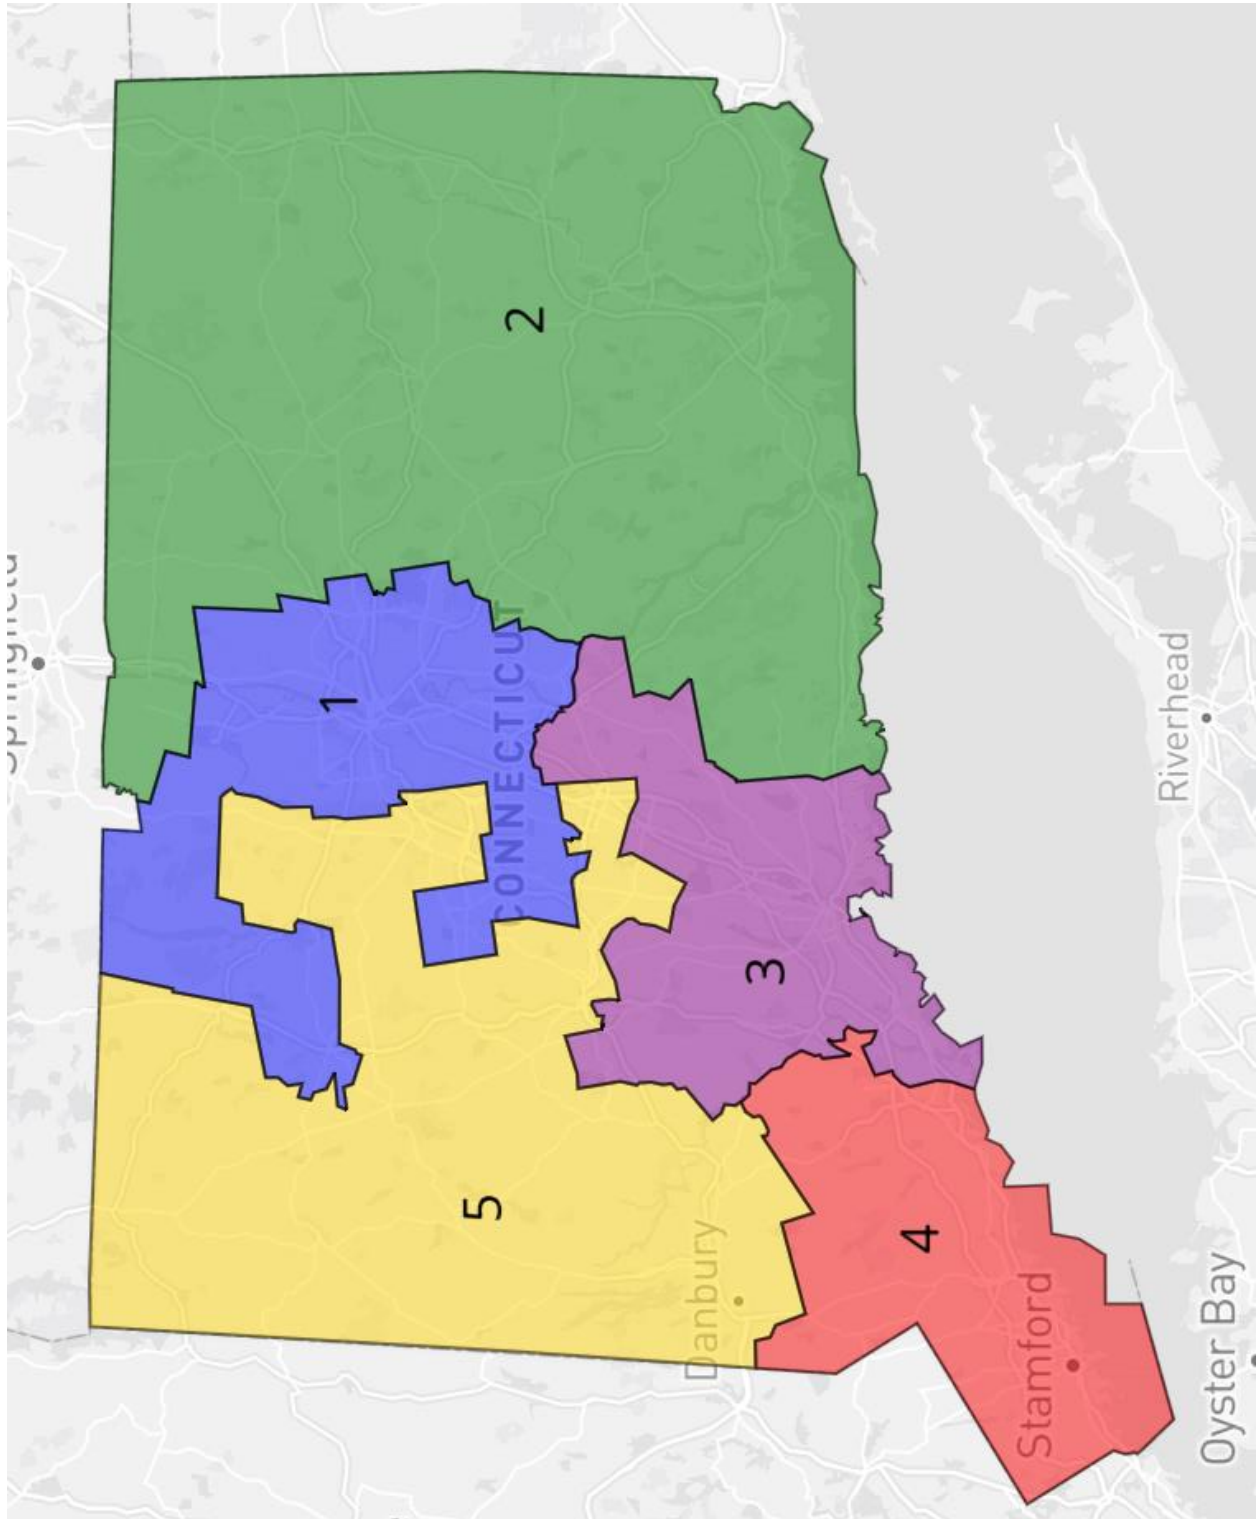 Springfield
2
1
CONNECTICUT
3
5
4
Danbury
Stamford
Riverhead
Oyster Bay